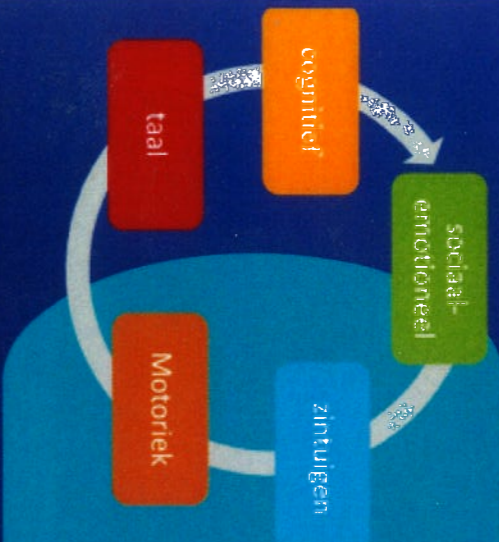 sociaal-
emotioneel
cognitief
zintuigen
taal
Motoriek